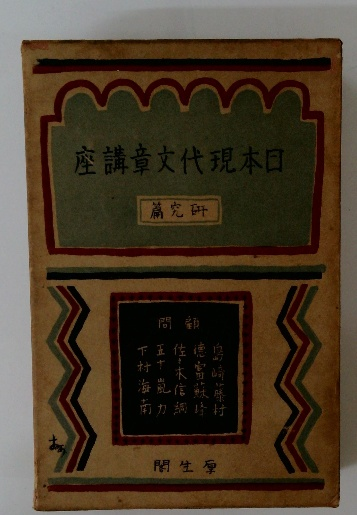 日本現代文章講座
研究篇
顧問
島崎藤村
徳富蘇峰
佐々木信綱
五十嵐力
下村海南
厚生閣